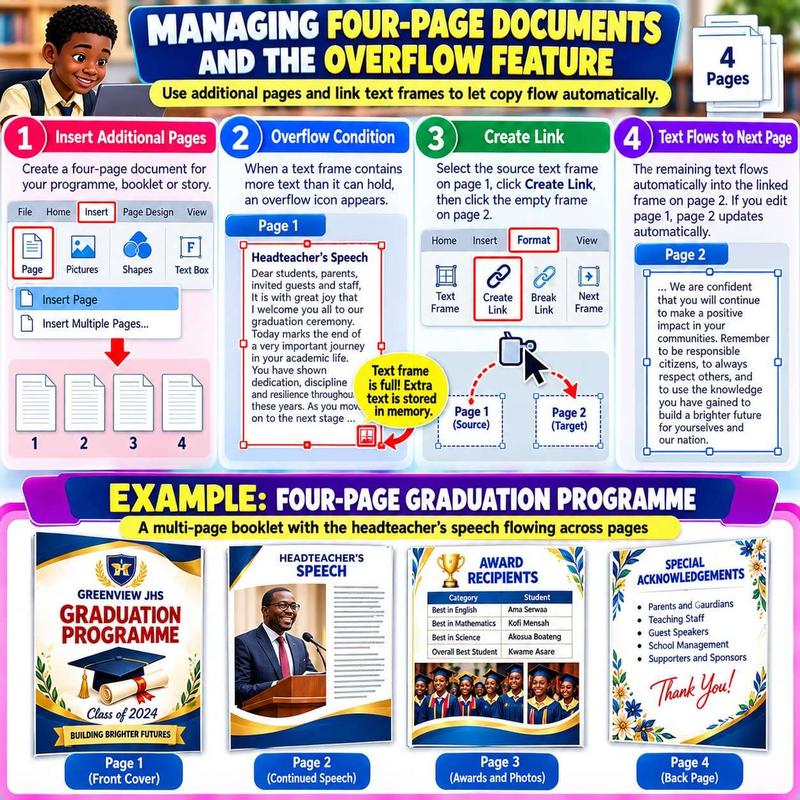 MANAGING FOUR-PAGE DOCUMENTS
AND THE OVERFLOW FEATURE
Use additional pages and link text frames to let copy flow automatically.
4
Pages
1 Insert Additional Pages
Create a four-page document for
your programme, booklet or story.
File Home Insert Page Design View
Page Pictures Shapes Text Box
Insert Page
Insert Multiple Pages...
1 2 3 4
2 Overflow Condition
When a text frame contains
more text than it can hold,
an overflow icon appears.
Page 1
Headteacher's Speech
Dear students, parents,
invited guests and staff,
It is with great joy that
I welcome you all to our
graduation ceremony.
Today marks the end of
a very important journey
in your academic life.
You have shown
dedication, discipline
and resilience throughou
these years. As you mov
on to the next stage ...
Text frame
is full! Extra
text is stored
in memory.
3 Create Link
Select the source text frame
on page 1, click Create Link,
then click the empty frame
on page 2.
Home Insert Format View
Text Frame
Create Link
Break Link
Next Frame
Page 1
(Source)
Page 2
(Target)
4 Text Flows to Next Page
The remaining text flows
automatically into the linked
frame on page 2. If you edit
page 1, page 2 updates
automatically.
Page 2
... We are confident
that you will continue
to make a positive
impact in your
communities. Remember
to be responsible
citizens, to always
respect others, and
to use the knowledge
you have gained to
build a brighter future
for yourselves and
our nation.
EXAMPLE: FOUR-PAGE GRADUATION PROGRAMME
A multi-page booklet with the headteacher's speech flowing across pages
GREENVIEW JHS
GRADUATION
PROGRAMME
Class of 2024
BUILDING BRIGHTER FUTURES
Page 1
(Front Cover)
HEADTEACHER'S
SPEECH
Page 2
(Continued Speech)
AWARD
RECIPIENTS
Category Student
Best in English Ama Serwaa
Best in Mathematics Kofi Mensah
Best in Science Akosua Boateng
Overall Best Student Kwame Asare
Page 3
(Awards and Photos)
SPECIAL
ACKNOWLEDGEMENTS
• Parents and Gaurdians
• Teaching Staff
• Guest Speakers
• School Management
• Supporters and Sponsors
Thank You!
Page 4
(Back Page)